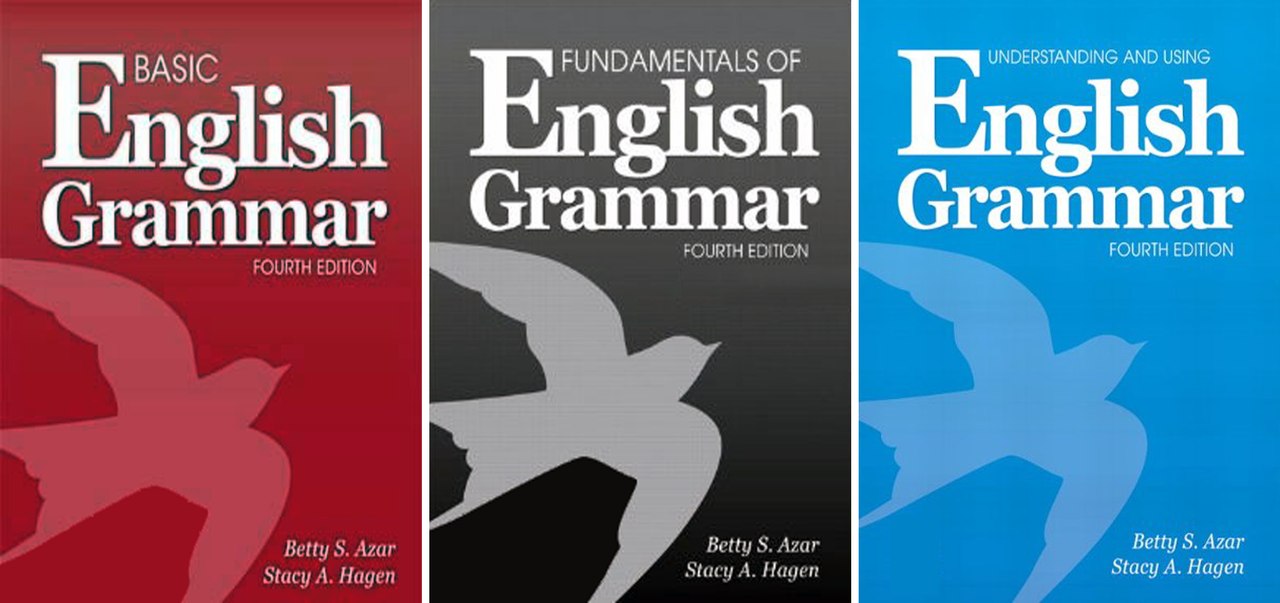 BASIC
English
Grammar
FOURTH EDITION
Betty S. Azar
Stacy A. Hagen
FUNDAMENTALS OF
English
Grammar
FOURTH EDITION
Betty S. Azar
Stacy A. Hagen
UNDERSTANDING AND USING
English
Grammar
FOURTH EDITION
Betty S. Azar
Stacy A. Hagen